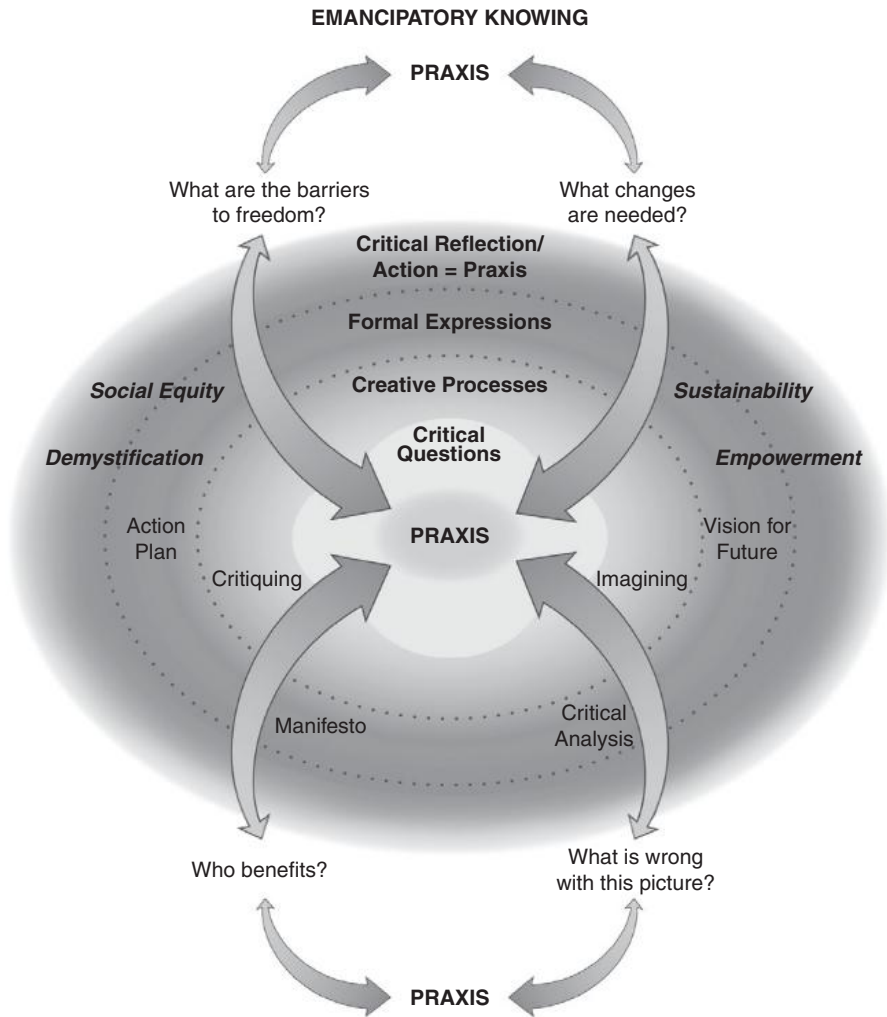 EMANCIPATORY KNOWING
PRAXIS
What are the barriers
to freedom?
What changes
are needed?
Critical Reflection/
Action = Praxis
Formal Expressions
Creative Processes
Social Equity
Sustainability
Critical
Questions
Demystification
Empowerment
Action
Plan
PRAXIS
Vision for
Future
Critiquing
Imagining
Manifesto
Critical
Analysis
Who benefits?
What is wrong
with this picture?
PRAXIS